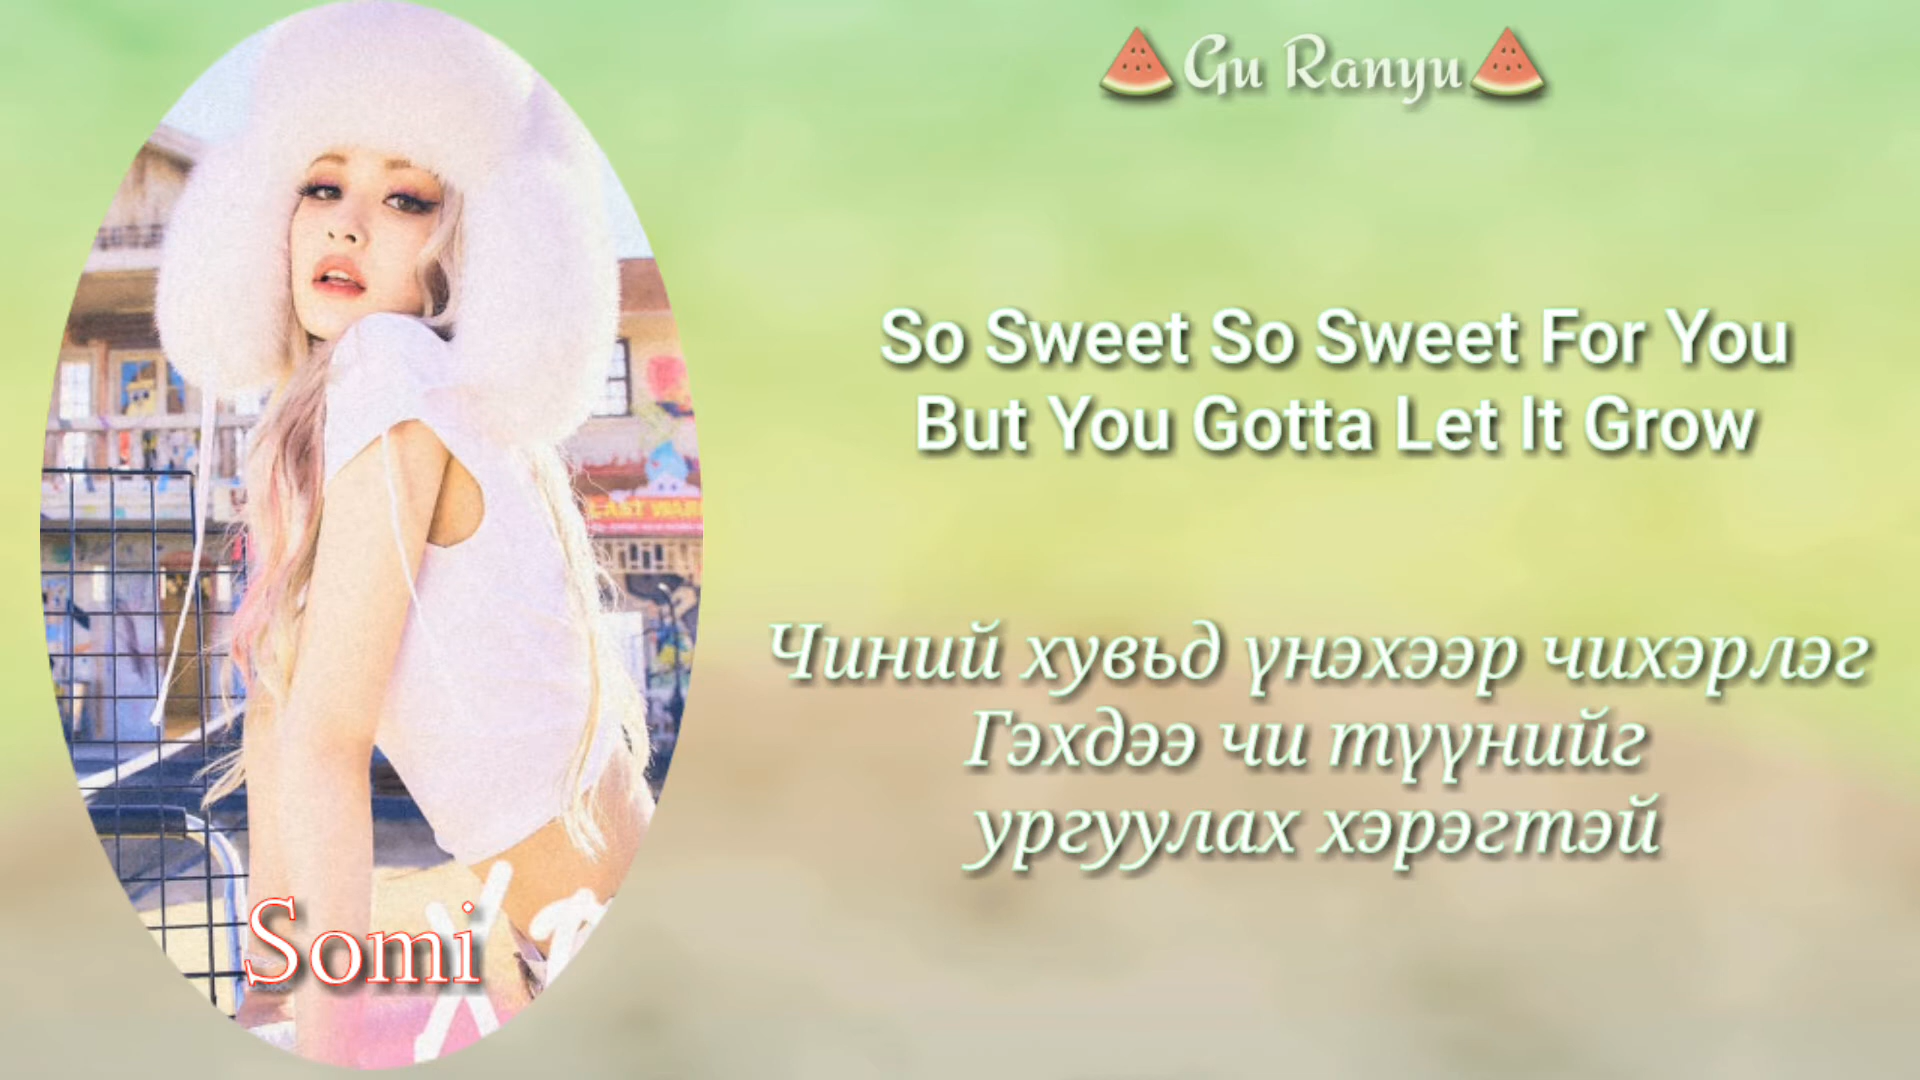 🍉Gu Ranyu🍉
So Sweet So Sweet For You
But You Gotta Let It Grow
Чиний хувьд үнэхээр чихэрлэг
Гэхдээ чи түүнийг
ургуулах хэрэгтэй
Somi